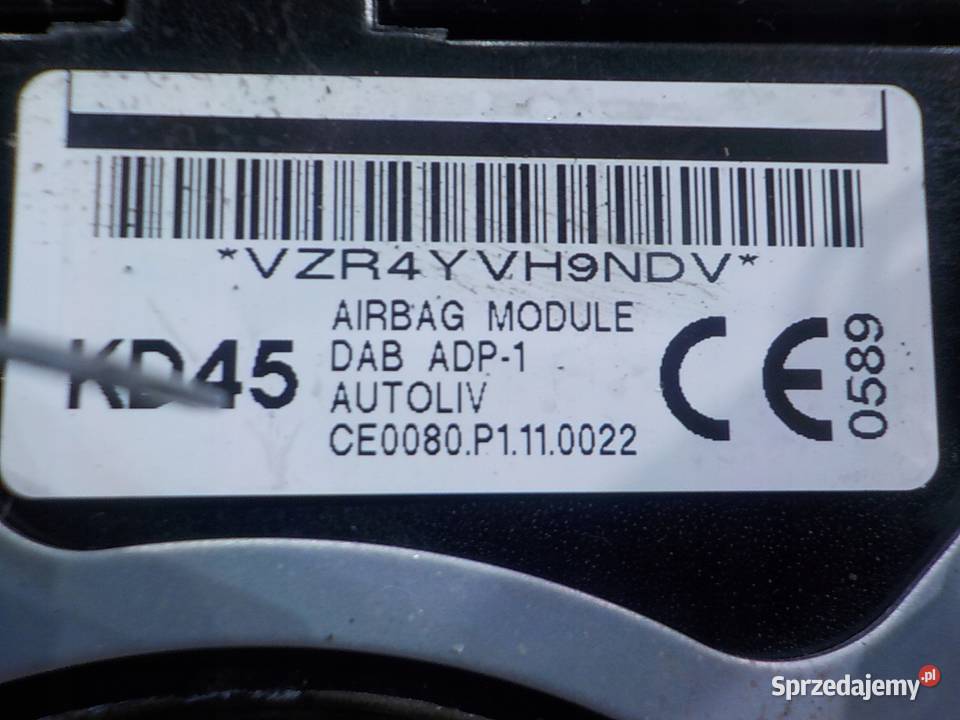 *VZR4YVH9NDV*
KD45
AIRBAG MODULE
DAB ADP-1
AUTOLIV
CE0080.P1.11.0022
CE
0589
Sprzedajemy.pl